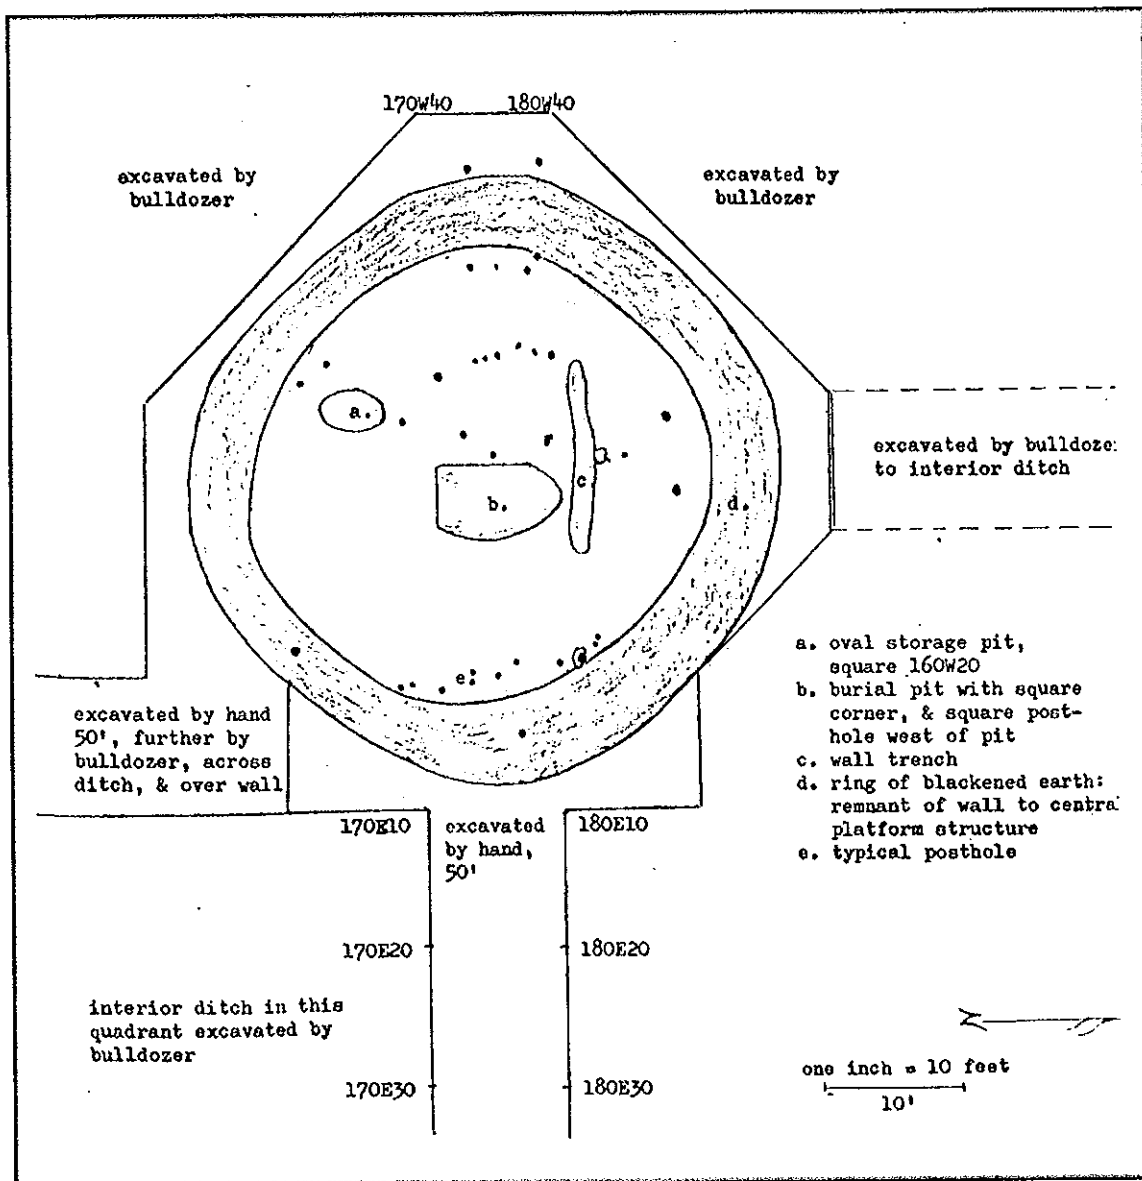 170W40 180W40
excavated by
bulldozer
excavated by
bulldozer
a.
b.
c
d.
e
excavated by
to interior ditch
excavated by hand
50', further by
bulldozer, across
ditch, & over wall
170E10
excavated
by hand,
50'
180E10
170E20
180E20
170E30
180E30
interior ditch in this
quadrant excavated by
bulldozer
a. oval storage pit,
square 160W20
b. burial pit with square
corner, & square post-
hole west of pit
c. wall trench
d. ring of blackened earth:
remnant of wall to
platform structure
e. typical posthole
N
one inch = 10 feet
10'